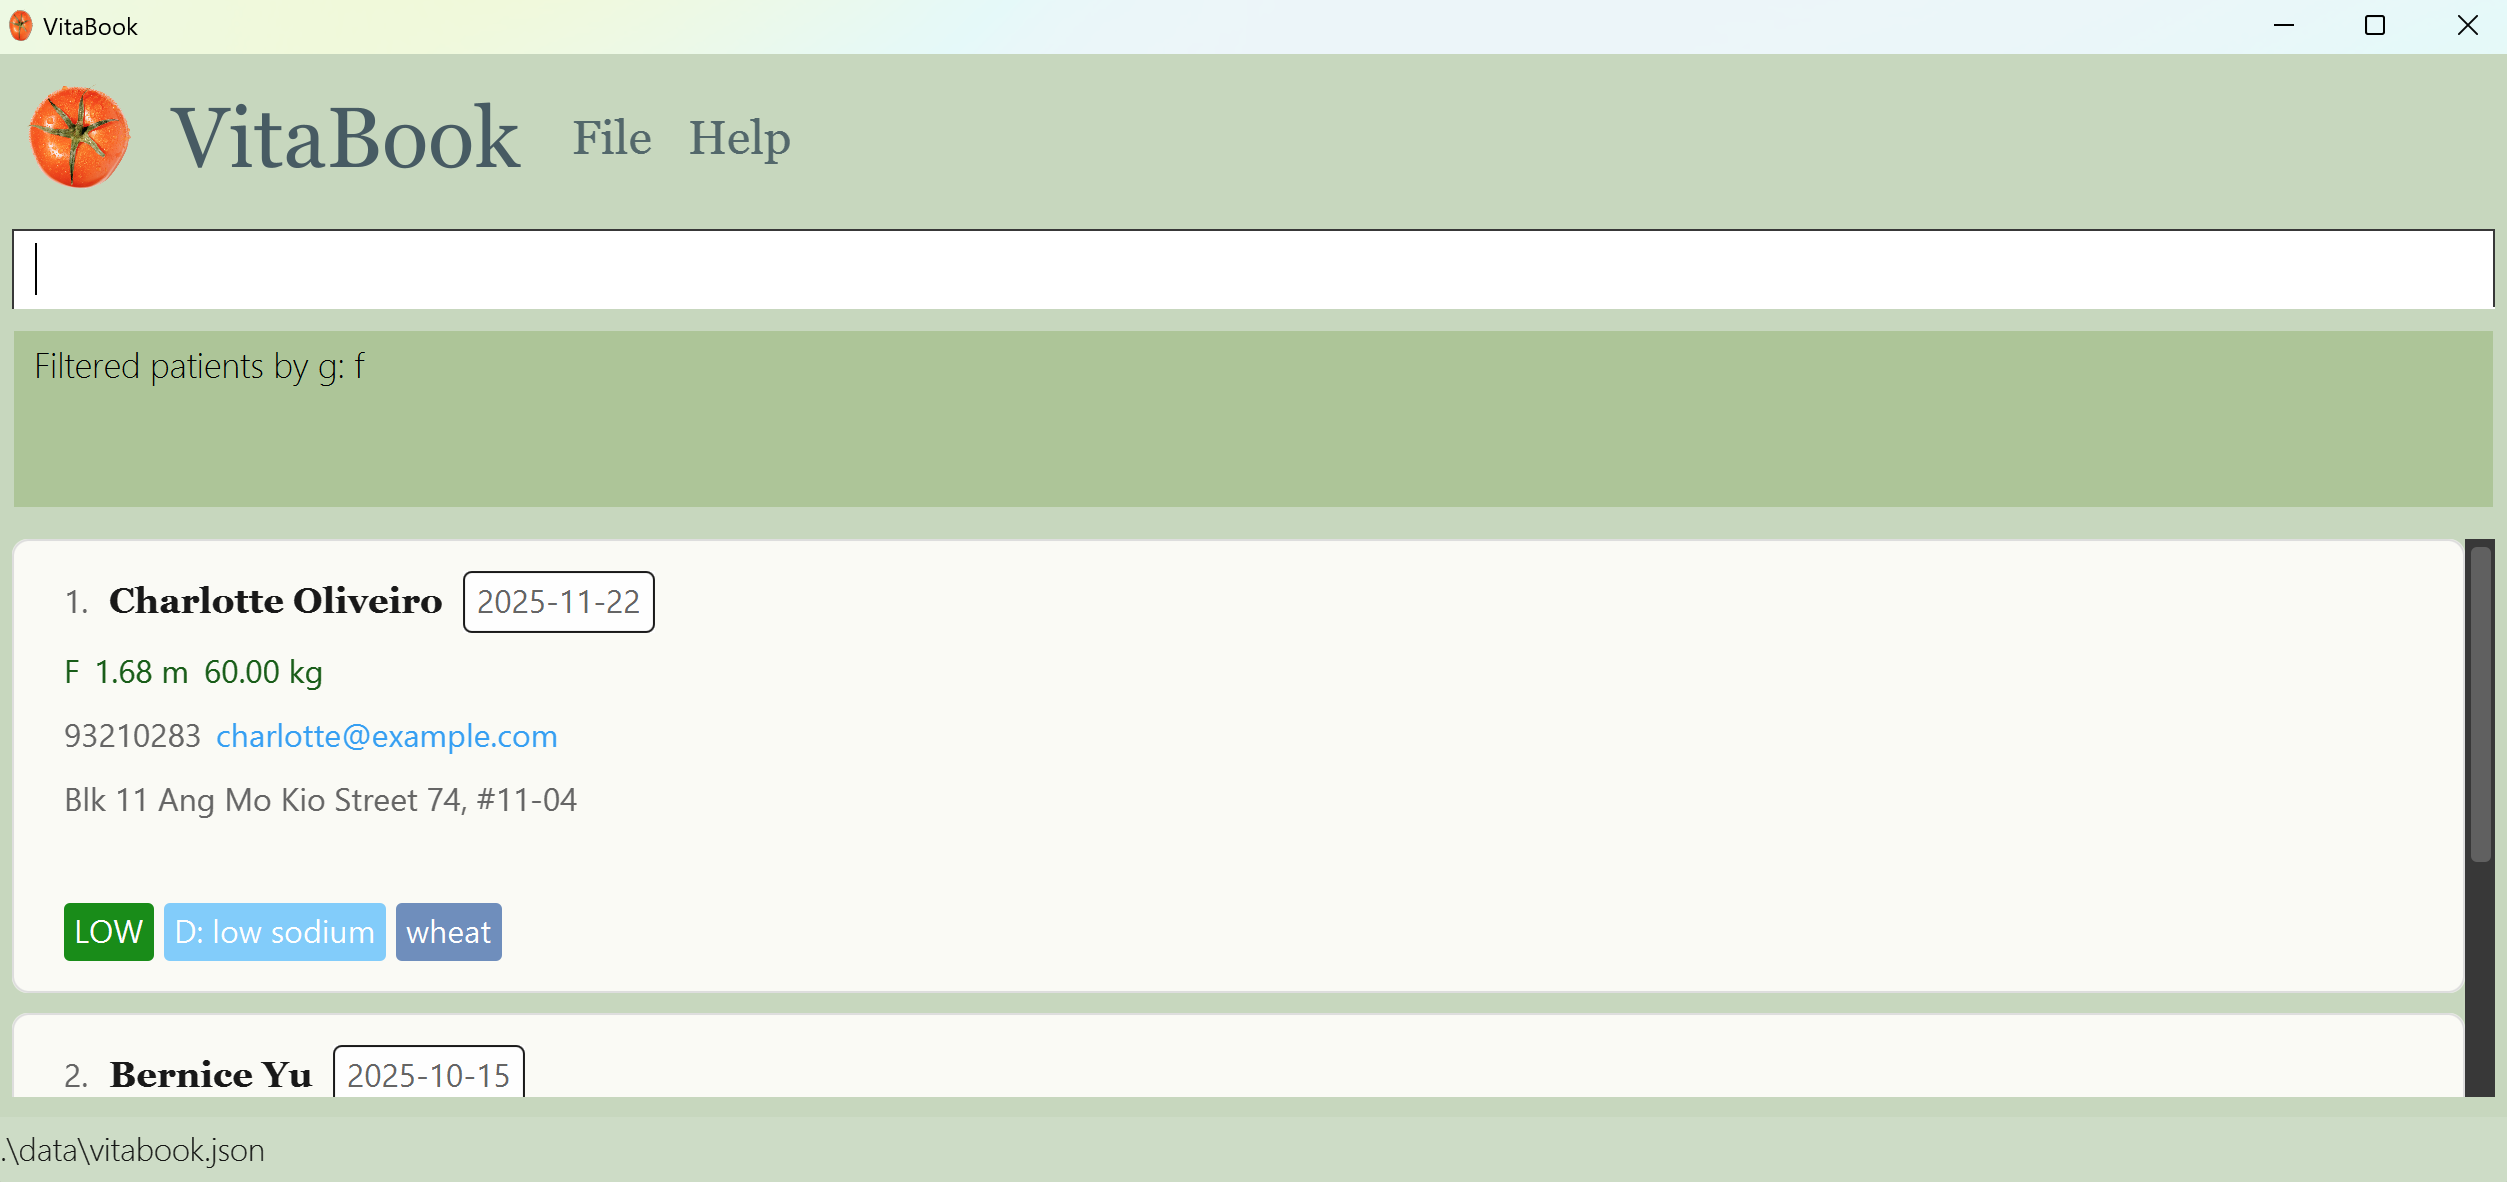 VitaBook
VitaBook File Help
Filtered patients by g: f
1. Charlotte Oliveiro 2025-11-22
F 1.68 m 60.00 kg
93210283 charlotte@example.com
Blk 11 Ang Mo Kio Street 74, #11-04
LOW D: low sodium wheat
2. Bernice Yu 2025-10-15
.\data\vitabook.json